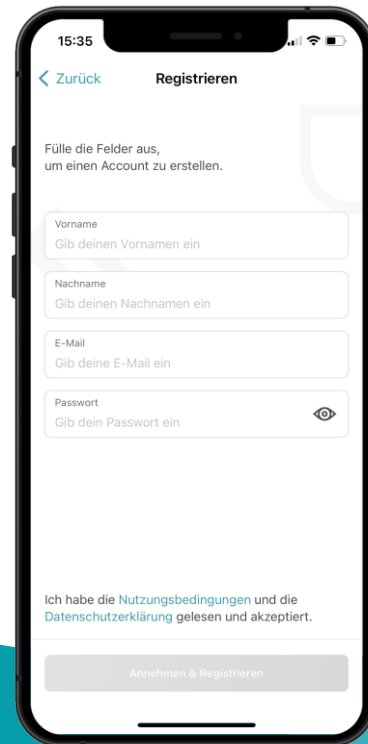 15:35
Zurück
Registrieren
Fülle die Felder aus,
um einen Account zu erstellen.
Vorname
Gib deinen Vornamen ein
Nachname
Gib deinen Nachnamen ein
E-Mail
Gib deine E-Mail ein
Passwort
Gib dein Passwort ein
Ich habe die Nutzungsbedingungen und die
Datenschutzerklärung gelesen und akzeptiert.
Annehmen & Registrieren